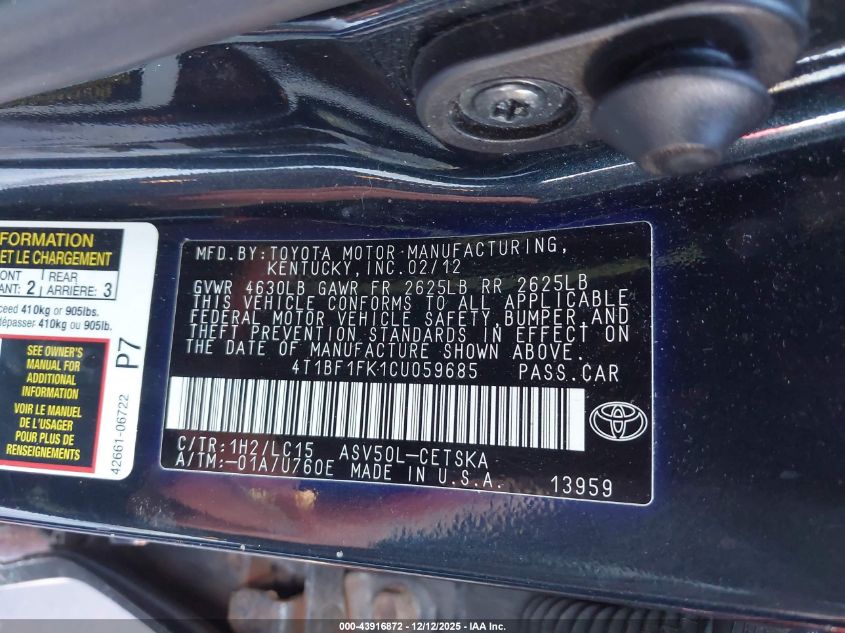 FORMATION
ET LE CHARGEMENT
ONT
ANT: 2
REAR
ARRIÈRE: 3
ceed 410kg or 905lbs.
dépasser 410kg ou 905lb.
SEE OWNER'S
MANUAL FOR
ADDITIONAL
INFORMATION
VOIR LE MANUEL
DE L'USAGER
POUR PLUS DE
RENSEIGNEMENTS
P7
42661-06722
MFD. BY: TOYOTA MOTOR MANUFACTURING,
KENTUCKY, INC. 02/12
GVWR 4630LB GAWR FR 2625LB RR 2625LB
THIS VEHICLE CONFORMS TO ALL APPLICABLE
FEDERAL MOTOR VEHICLE SAFETY, BUMPER, AND
THEFT PREVENTION STANDARDS IN EFFECT ON
THE DATE OF MANUFACTURE SHOWN ABOVE.
4T1BF1FK1CU059685 PASS. CAR
C/TR: 1H2/LC15 ASV50L-CETSKA
A/TM: -01A/U760E MADE IN U.S.A. 13959
000-43916872 - 12/12/2025 - IAA Inc.